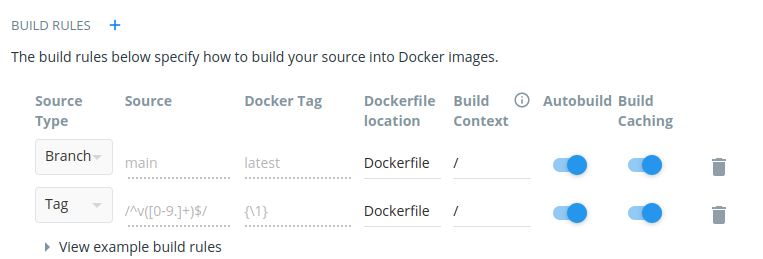 BUILD RULES +
The build rules below specify how to build your source into Docker images.
Source Type Source Docker Tag Dockerfile location Build Context Autobuild Build Caching
Branch main latest Dockerfile /
Tag /^v([0-9.]+)$/ {\1} Dockerfile /
View example build rules